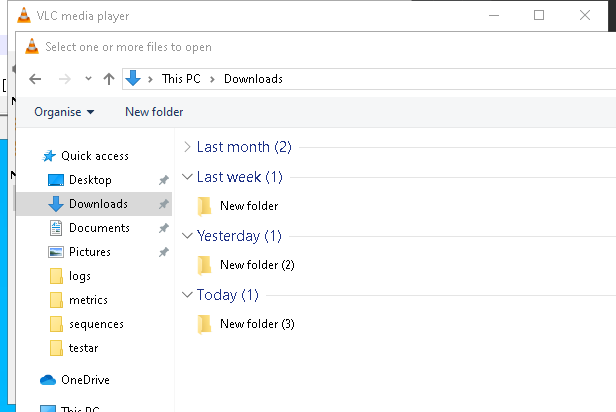 VLC media player
Select one or more files to open
This PC > Downloads
Organise
New folder
Quick access
Desktop
Downloads
Documents
Pictures
logs
metrics
sequences
testar
OneDrive
This PC
Last month (2)
Last week (1)
New folder
Yesterday (1)
New folder (2)
Today (1)
New folder (3)